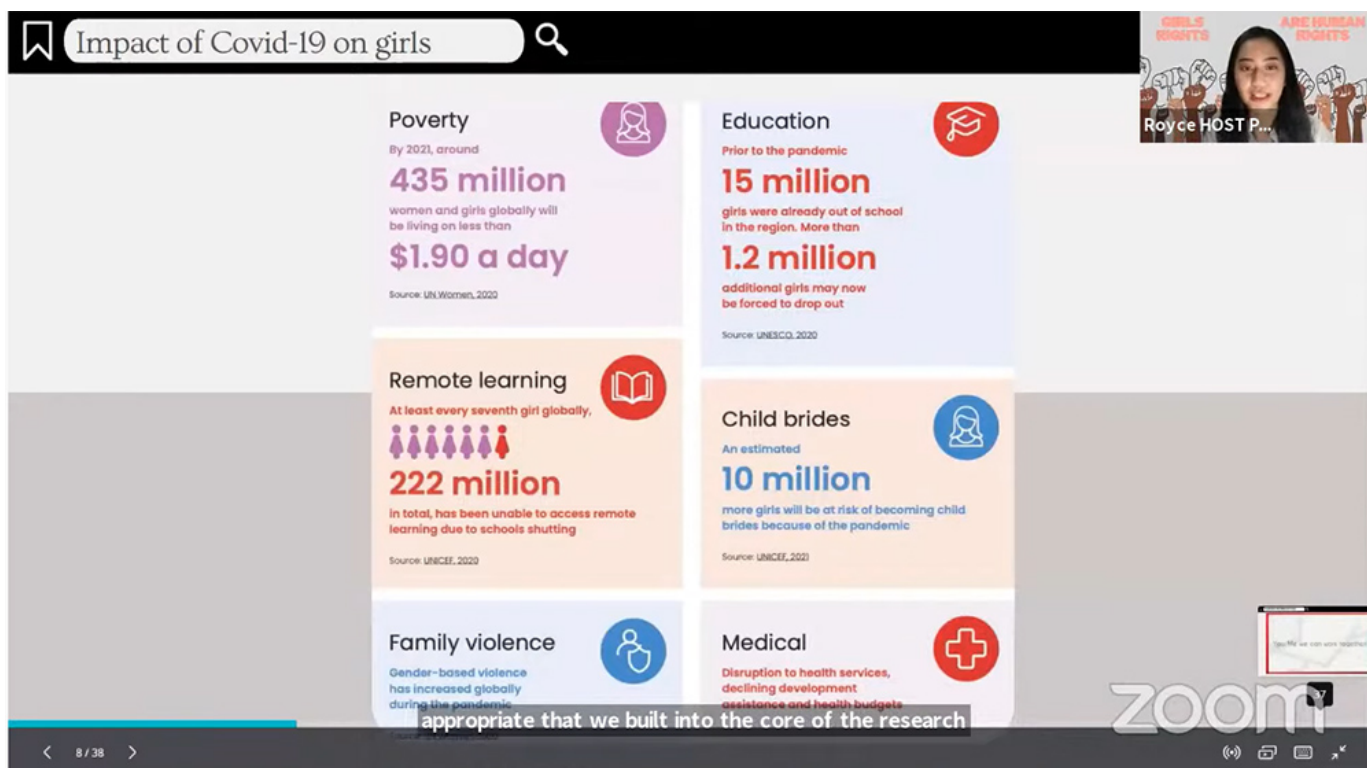 Impact of Covid-19 on girls
GIRLS RIGHTS
ARE HUMAN RIGHTS
Royce HOST P...
Poverty
By 2021, around
435 million
women and girls globally will
be living on less than
$1.90 a day
Source: UN Women, 2020
Education
Prior to the pandemic
15 million
girls were already out of school
in the region. More than
1.2 million
additional girls may now
be forced to drop out
Source: UNESCO, 2020
Remote learning
At least every seventh girl globally,
222 million
in total, has been unable to access remote
learning due to schools shutting
Source: UNICEF, 2020
Child brides
An estimated
10 million
more girls will be at risk of becoming child
brides because of the pandemic
Source: UNICEF, 2021
Family violence
Gender-based violence
has increased globally
during the pandemic
Medical
Disruption to health services,
declining development
assistance and health budgets
appropriate that we built into the core of the research
we can work together
zoom
8 / 38